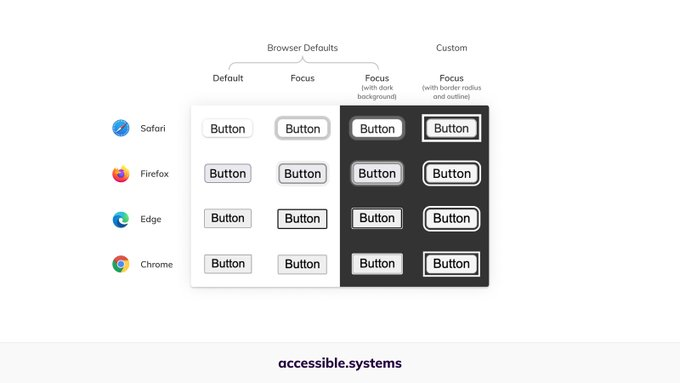 Browser Defaults Custom
Default Focus Focus Focus
(with dark (with border radius
background) and outline)
Safari Button Button Button Button
Firefox Button Button Button Button
Edge Button Button Button Button
Chrome Button Button Button Button
accessible.systems